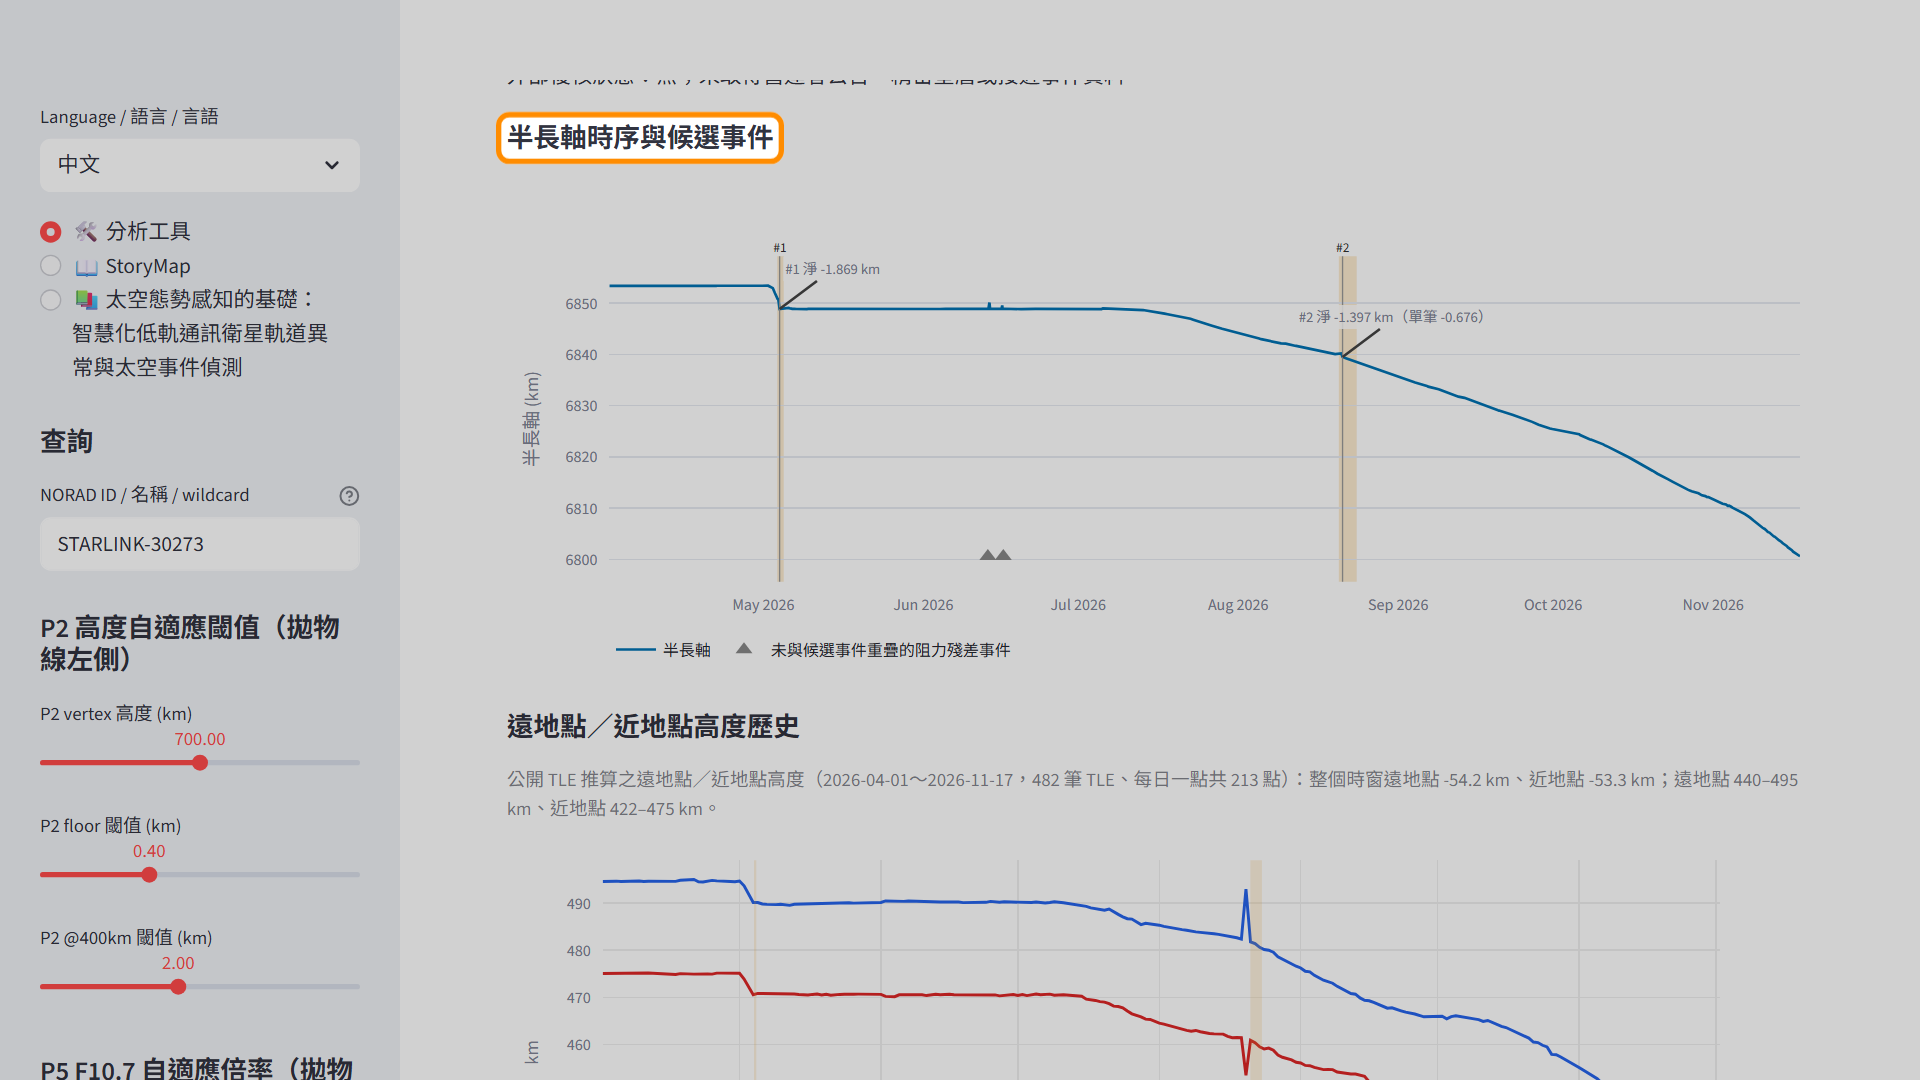 Language / 語言 / 言語
中文
🛠️ 分析工具
📖 StoryMap
📚 太空態勢感知的基礎：
智慧化低軌通訊衛星軌道異
常與太空事件偵測
查詢
NORAD ID / 名稱 / wildcard
STARLINK-30273
P2 高度自適應閾值（拋物
線左側）
P2 vertex 高度 (km)
700.00
P2 floor 閾值 (km)
0.40
P2 @400km 閾值 (km)
2.00
P5 F10.7 自適應倍率（拋物
半長軸時序與候選事件
#1
#2
#1 淨 -1.869 km
#2 淨 -1.397 km（單筆 -0.676）
半長軸 (km)
6850
6840
6830
6820
6810
6800
May 2026
Jun 2026
Jul 2026
Aug 2026
Sep 2026
Oct 2026
Nov 2026
半長軸
未與候選事件重疊的阻力殘差事件
遠地點／近地點高度歷史
公開 TLE 推算之遠地點／近地點高度（2026-04-01～2026-11-17，482 筆 TLE、每日一點共 213 點）：整個時窗遠地點 -54.2 km、近地點 -53.3 km；遠地點 440–495
km、近地點 422–475 km。
490
480
470
460
km